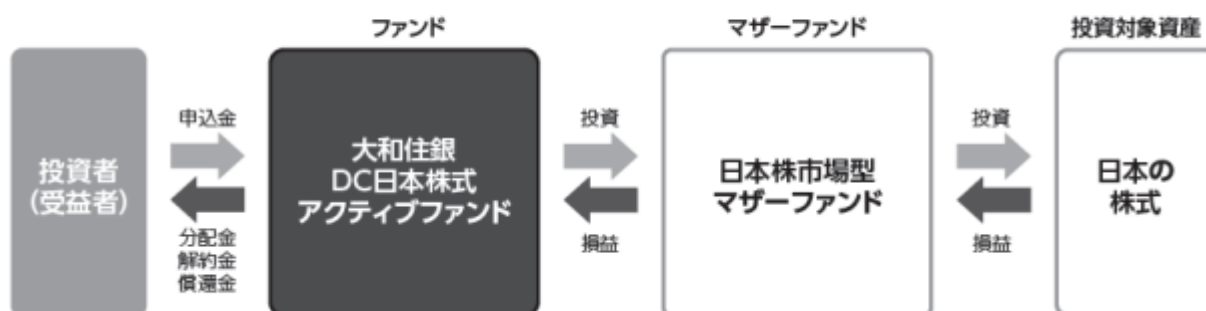 ファンド
マザーファンド
投資対象資産
投資者
(受益者)
申込金
分配金
解約金
償還金
大和住銀
DC日本株式
アクティブファンド
投資
損益
日本株市場型
マザーファンド
投資
損益
日本の
株式